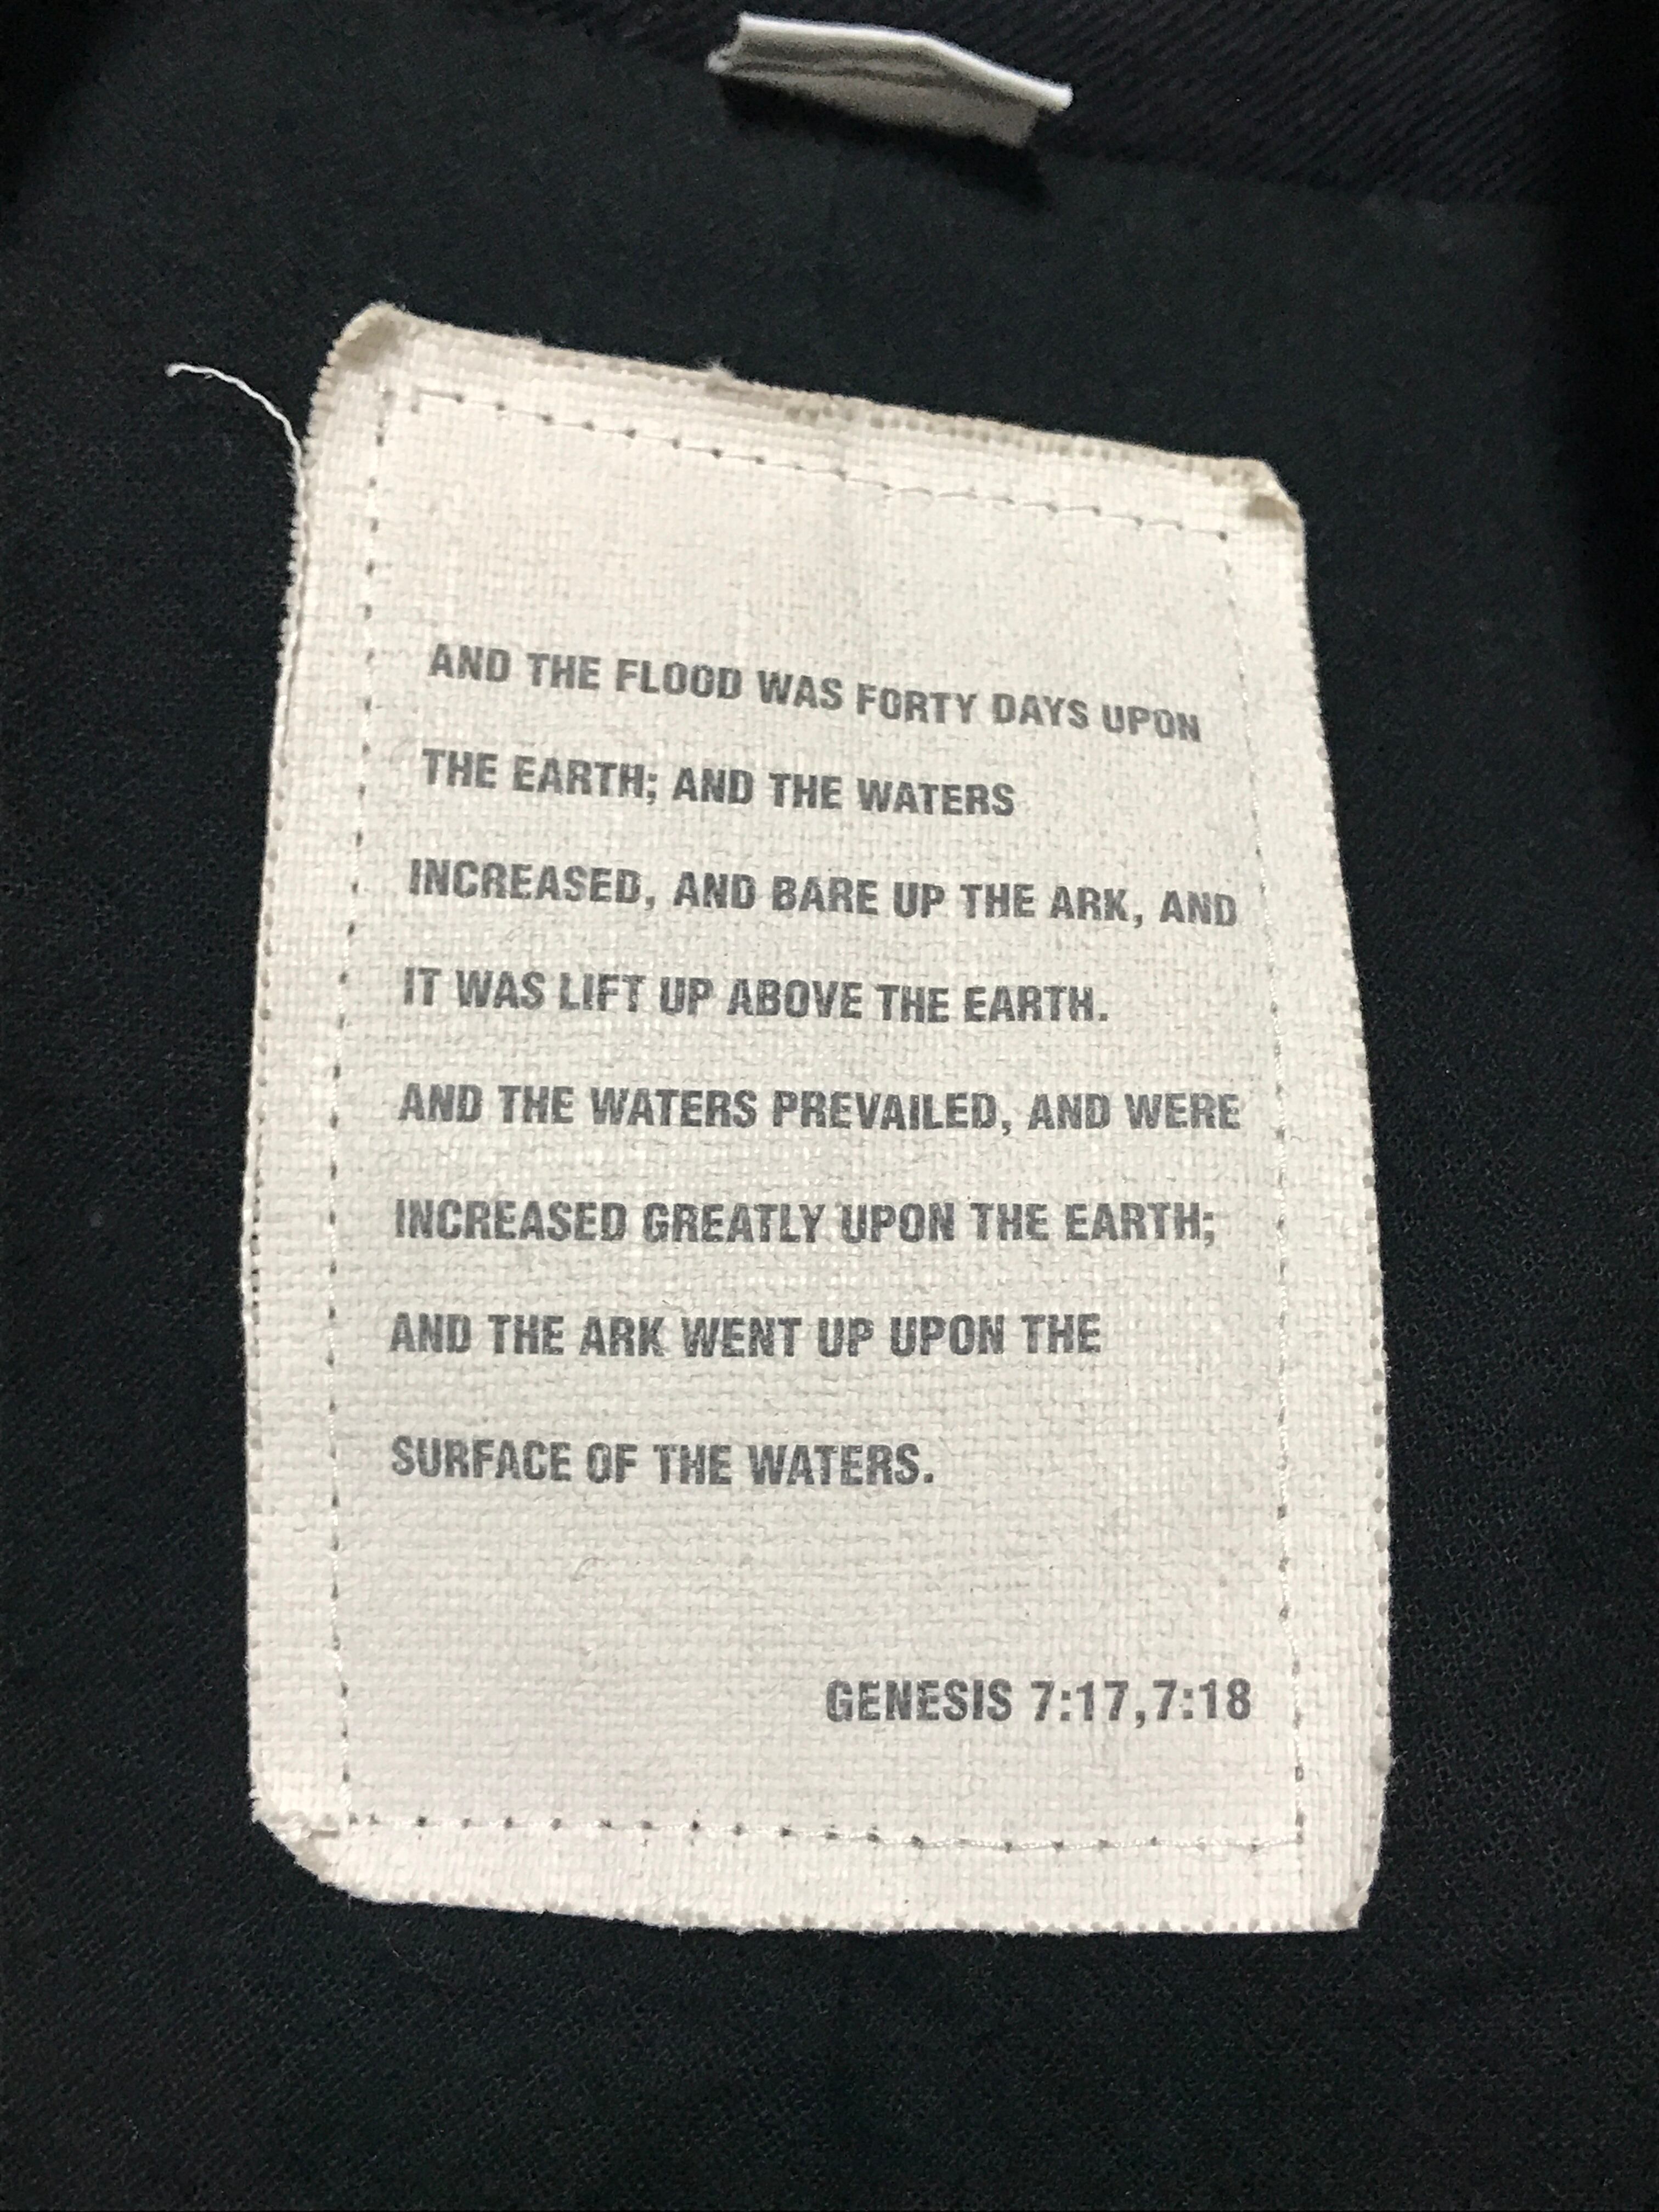 AND THE FLOOD WAS FORTY DAYS UPON
THE EARTH; AND THE WATERS
INCREASED, AND BARE UP THE ARK, AND
IT WAS LIFT UP ABOVE THE EARTH.
AND THE WATERS PREVAILED, AND WERE
INCREASED GREATLY UPON THE EARTH;
AND THE ARK WENT UP UPON THE
SURFACE OF THE WATERS.
GENESIS 7:17,7:18